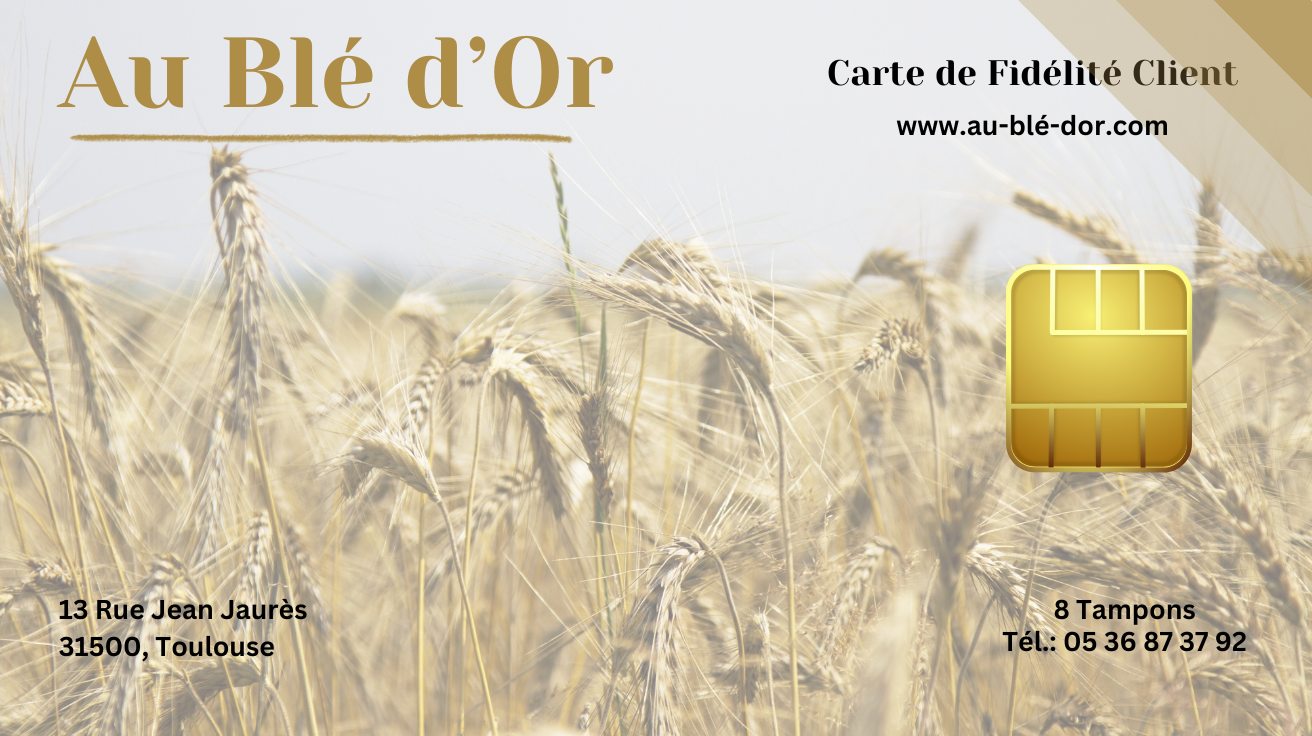 Au Blé d’Or
Carte de Fidélité Client
www.au-blé-dor.com
13 Rue Jean Jaurès
31500, Toulouse
8 Tampons
Tél.: 05 36 87 37 92